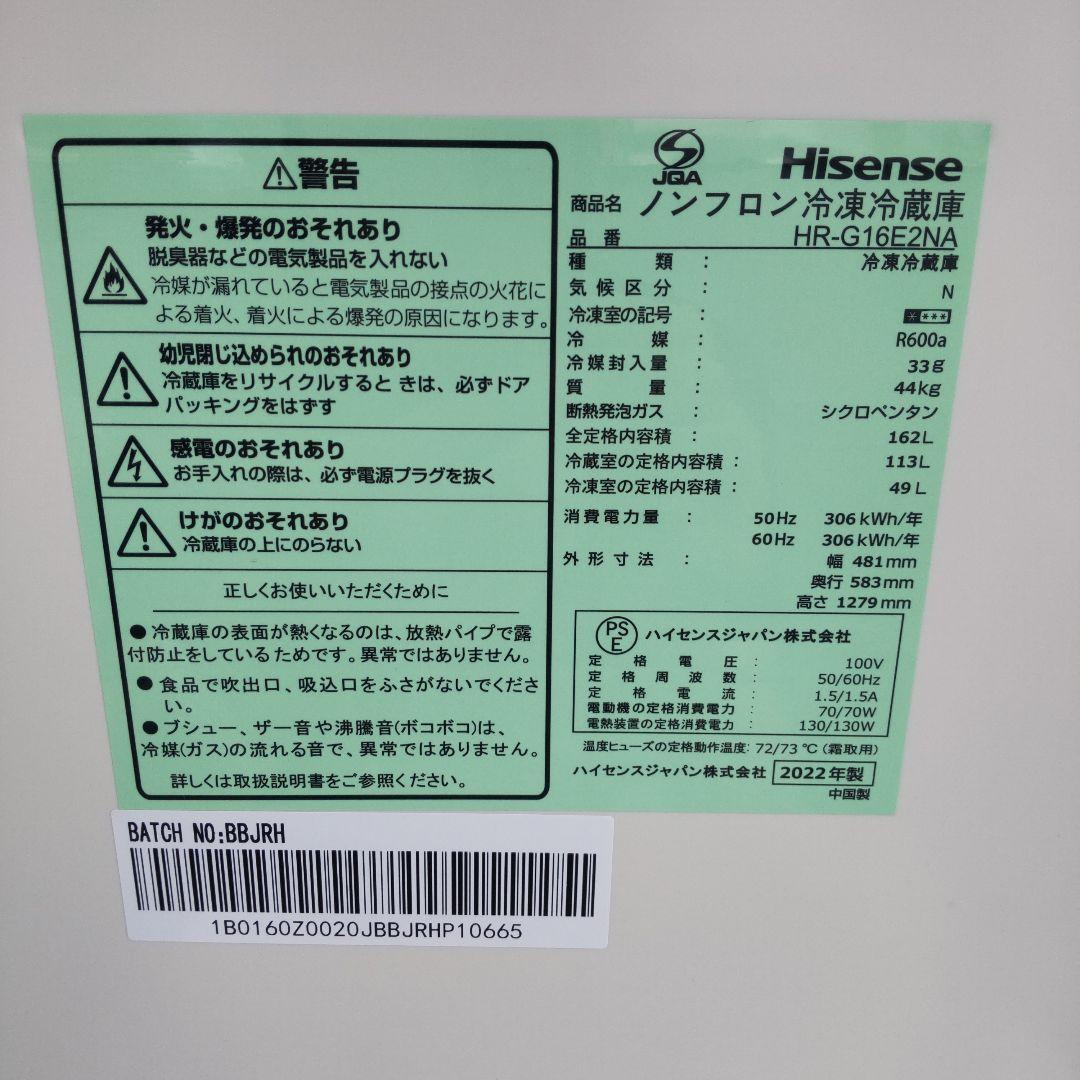 警告
発火・爆発のおそれあり
脱臭器などの電気製品を入れない
冷媒が漏れていると電気製品の接点の火花に
よる着火、着火による爆発の原因になります。
幼児閉じ込められのおそれあり
冷蔵庫をリサイクルすると きは、必ずドア
パッキングをはずす
感電のおそれあり
お手入れの際は、必ず電源プラグを抜く
けがのおそれあり
冷蔵庫の上にのらない
正しくお使いいただくために
● 冷蔵庫の表面が熱くなるのは、放熱パイプで露
付防止をしているためです。異常ではありません。
● 食品で吹出口、吸込口をふさがないでくださ
い。
● ブシュー、ザー音や沸騰音(ボコボコ)は、
冷媒(ガス)の流れる音で、異常ではありません。
詳しくは取扱説明書をご参照ください。
JQA
Hisense
商品名 ノンフロン冷凍冷蔵庫
品番 HR-G16E2NA
種類 : 冷凍冷蔵庫
気候区分 : N
冷凍室の記号 : ****
冷媒 : R600a
冷媒封入量 : 33g
質量 : 44kg
断熱発泡ガス : シクロペンタン
全定格内容積 : 162L
冷蔵室の定格内容積 : 113L
冷凍室の定格内容積 : 49L
消費電力量 : 50Hz 306kWh/年
60Hz 306kWh/年
外形寸法 : 幅 481mm
奥行 583mm
高さ 1279mm
PSE ハイセンスジャパン株式会社
定格電圧 : 100V
定格周波数 : 50/60Hz
定格電流 : 1.5/1.5A
電動機の定格消費電力 : 70/70W
電熱装置の定格消費電力 : 130/130W
温度ヒューズの定格動作温度: 72/73℃(霜取用)
ハイセンスジャパン株式会社 2022年製
中国製
BATCH NO:BBJRH
1B0160Z0020JBBJRHP10665